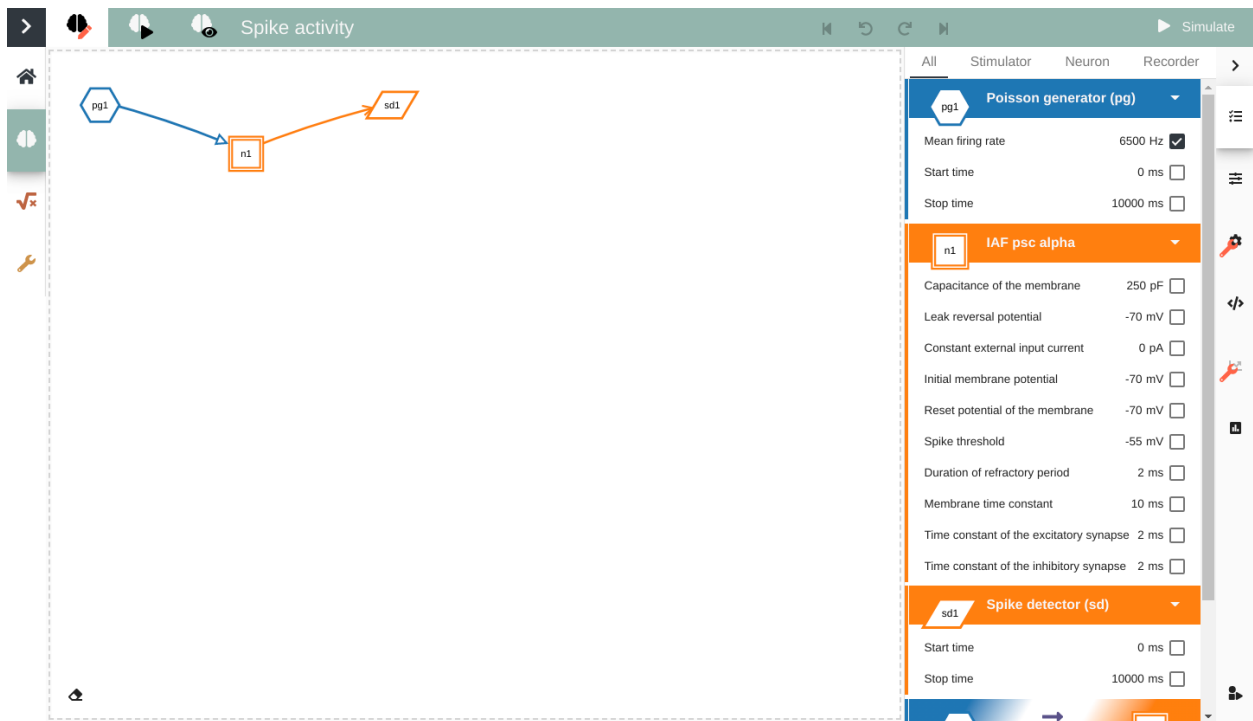 Spike activity
Simulate
All Stimulator Neuron Recorder
pg1
sd1
n1
pg1 Poisson generator (pg)
Mean firing rate 6500 Hz
Start time 0 ms
Stop time 10000 ms
n1 IAF psc alpha
Capacitance of the membrane 250 pF
Leak reversal potential -70 mV
Constant external input current 0 pA
Initial membrane potential -70 mV
Reset potential of the membrane -70 mV
Spike threshold -55 mV
Duration of refractory period 2 ms
Membrane time constant 10 ms
Time constant of the excitatory synapse 2 ms
Time constant of the inhibitory synapse 2 ms
sd1 Spike detector (sd)
Start time 0 ms
Stop time 10000 ms